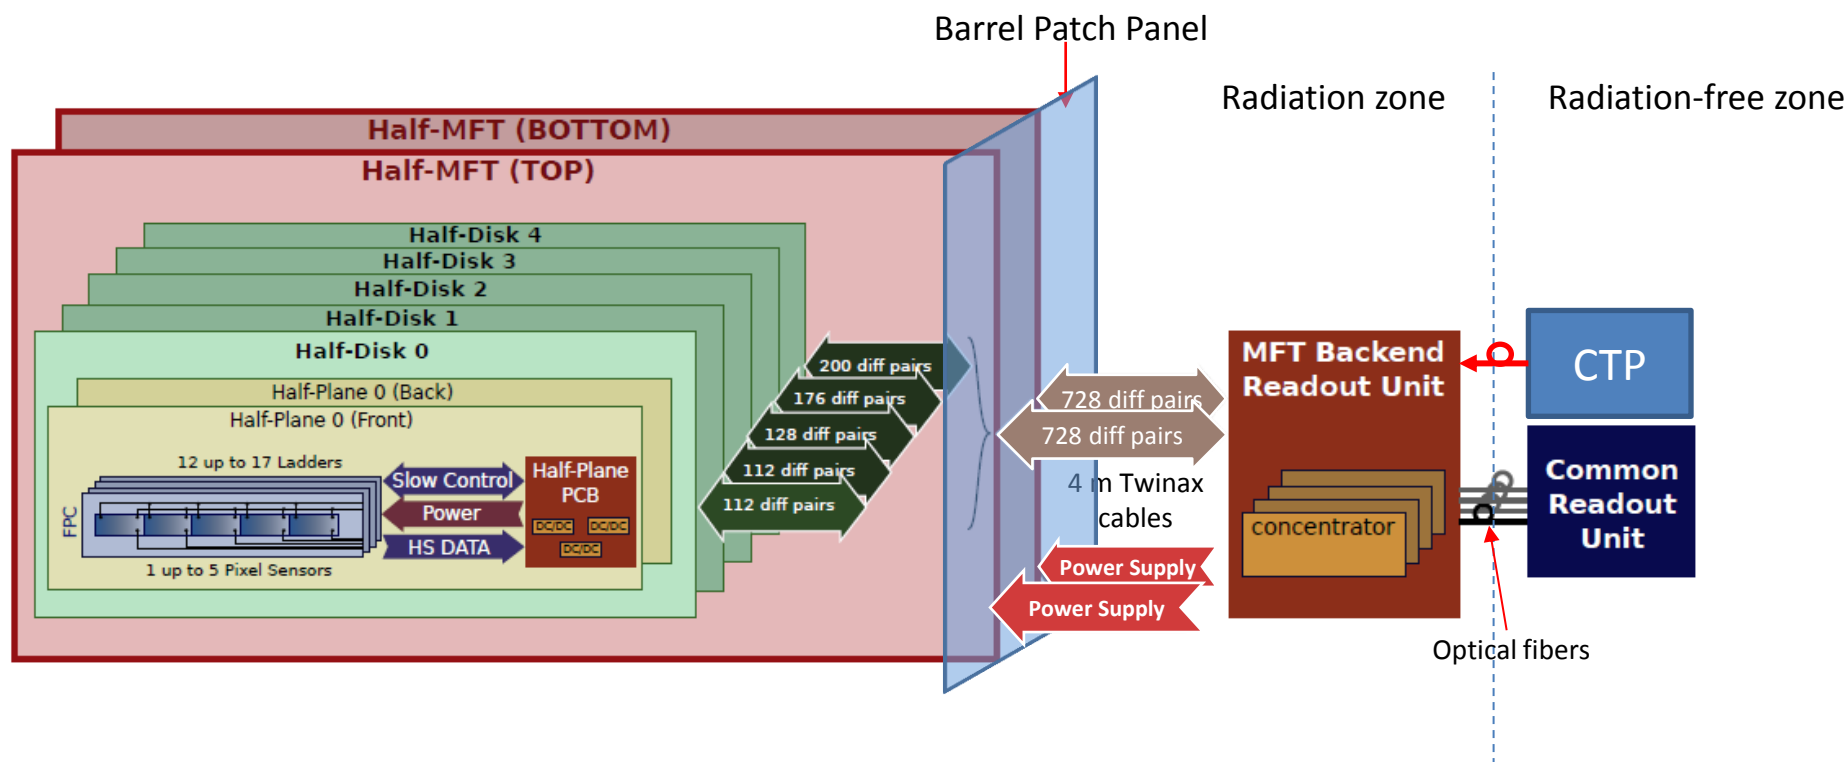 Barrel Patch Panel
Radiation zone
Radiation-free zone
Half-MFT (BOTTOM)
Half-MFT (TOP)
Half-Disk 4
Half-Disk 3
Half-Disk 2
Half-Disk 1
Half-Disk 0
Half-Plane 0 (Back)
Half-Plane 0 (Front)
12 up to 17 Ladders
FPC
1 up to 5 Pixel Sensors
Slow Control
Power
HS DATA
Half-Plane
PCB
DC/DC
DC/DC
DC/DC
200 diff pairs
176 diff pairs
128 diff pairs
112 diff pairs
112 diff pairs
728 diff pairs
728 diff pairs
4 m Twinax
cables
Power Supply
Power Supply
MFT Backend
Readout Unit
concentrator
CTP
Common
Readout
Unit
Optical fibers